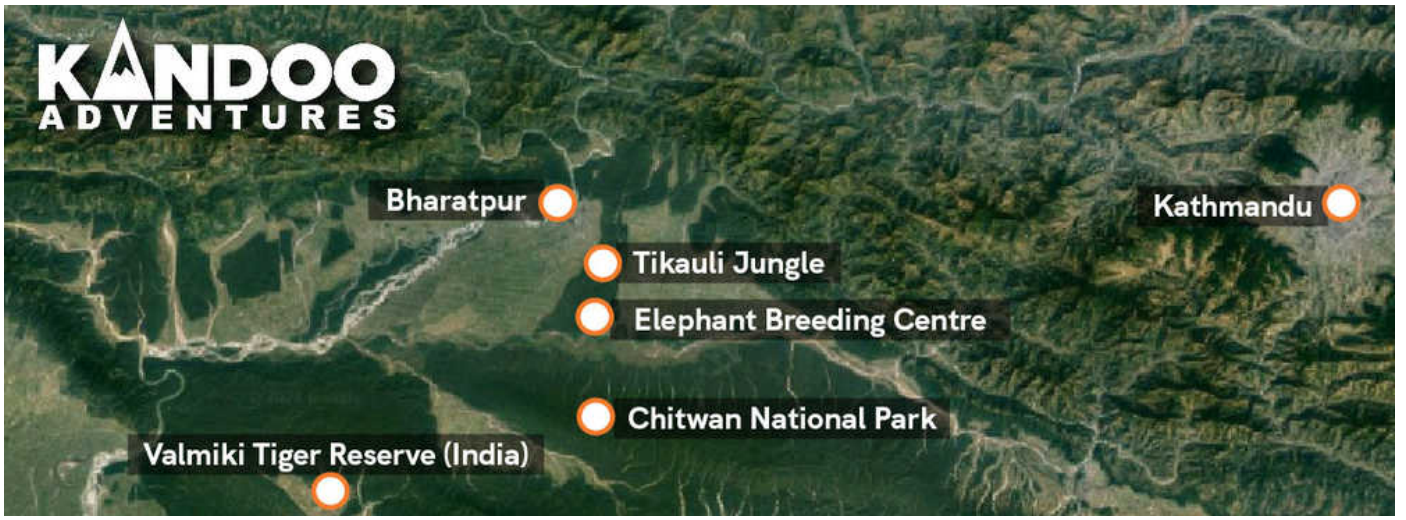 KANDOO
ADVENTURES
Bharatpur
Kathmandu
Tikauli Jungle
Elephant Breeding Centre
Chitwan National Park
Valmiki Tiger Reserve (India)